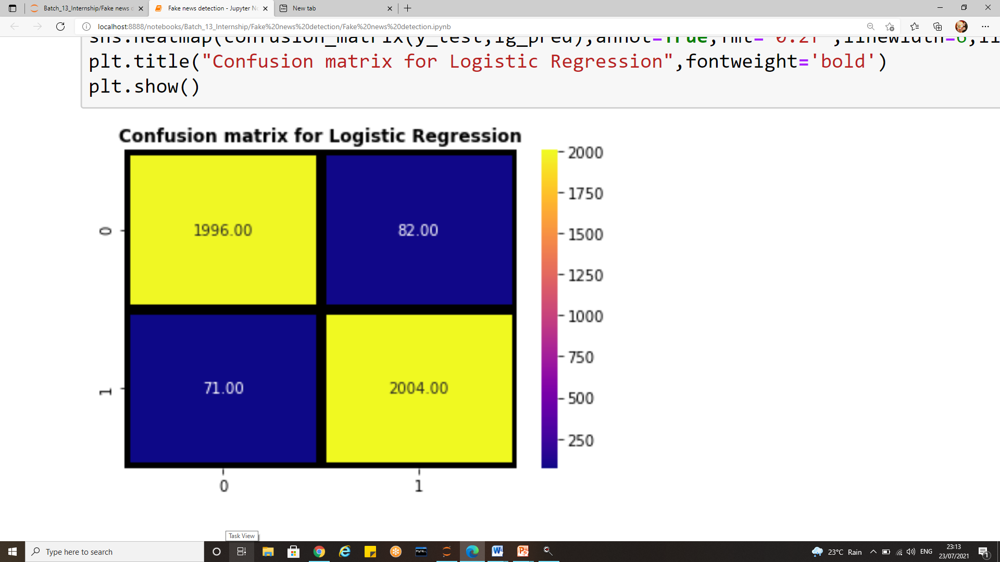 Batch_13_Internship/Fake news d
Fake news detection - Jupyter N
New tab
localhost:8888/notebooks/Batch_13_Internship/Fake%20news%20detection/Fake%20news%20detection.ipynb
sns.heatmap(confusion_matrix(y_test,lg_pred),annot=True,fmt='0.2f',linewidth=6,li
plt.title("Confusion matrix for Logistic Regression",fontweight='bold')
plt.show()
Confusion matrix for Logistic Regression
2000
1750
1500
1250
1000
750
500
250
0
1996.00
82.00
1
71.00
2004.00
0
1
Task View
Type here to search
MySQL
23°C Rain
ENG
23:13
23/07/2021
1